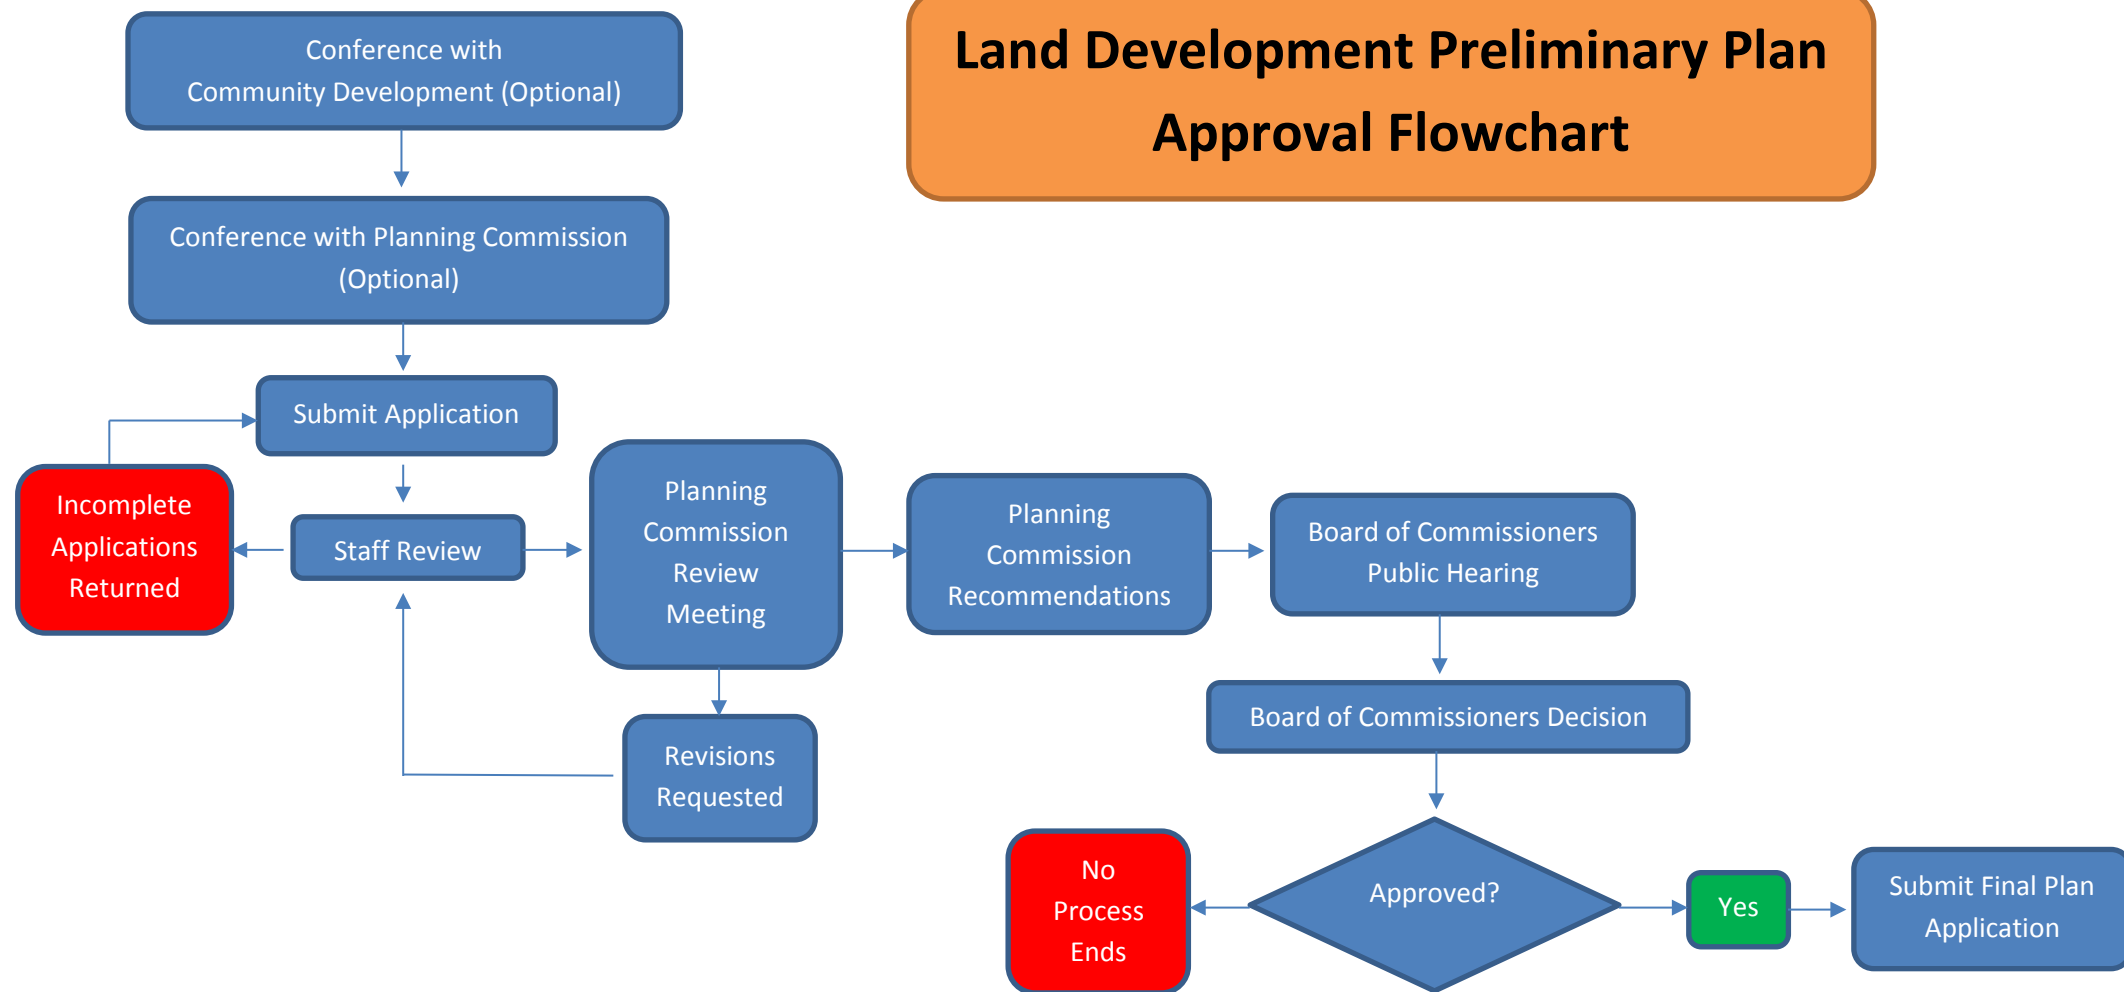 Land Development Preliminary Plan
Approval Flowchart
Conference with
Community Development (Optional)
Conference with Planning Commission
(Optional)
Submit Application
Incomplete
Applications
Returned
Staff Review
Planning
Commission
Review
Meeting
Revisions
Requested
Planning
Commission
Recommendations
Board of Commissioners
Public Hearing
Board of Commissioners Decision
Approved?
No
Process
Ends
Yes
Submit Final Plan
Application